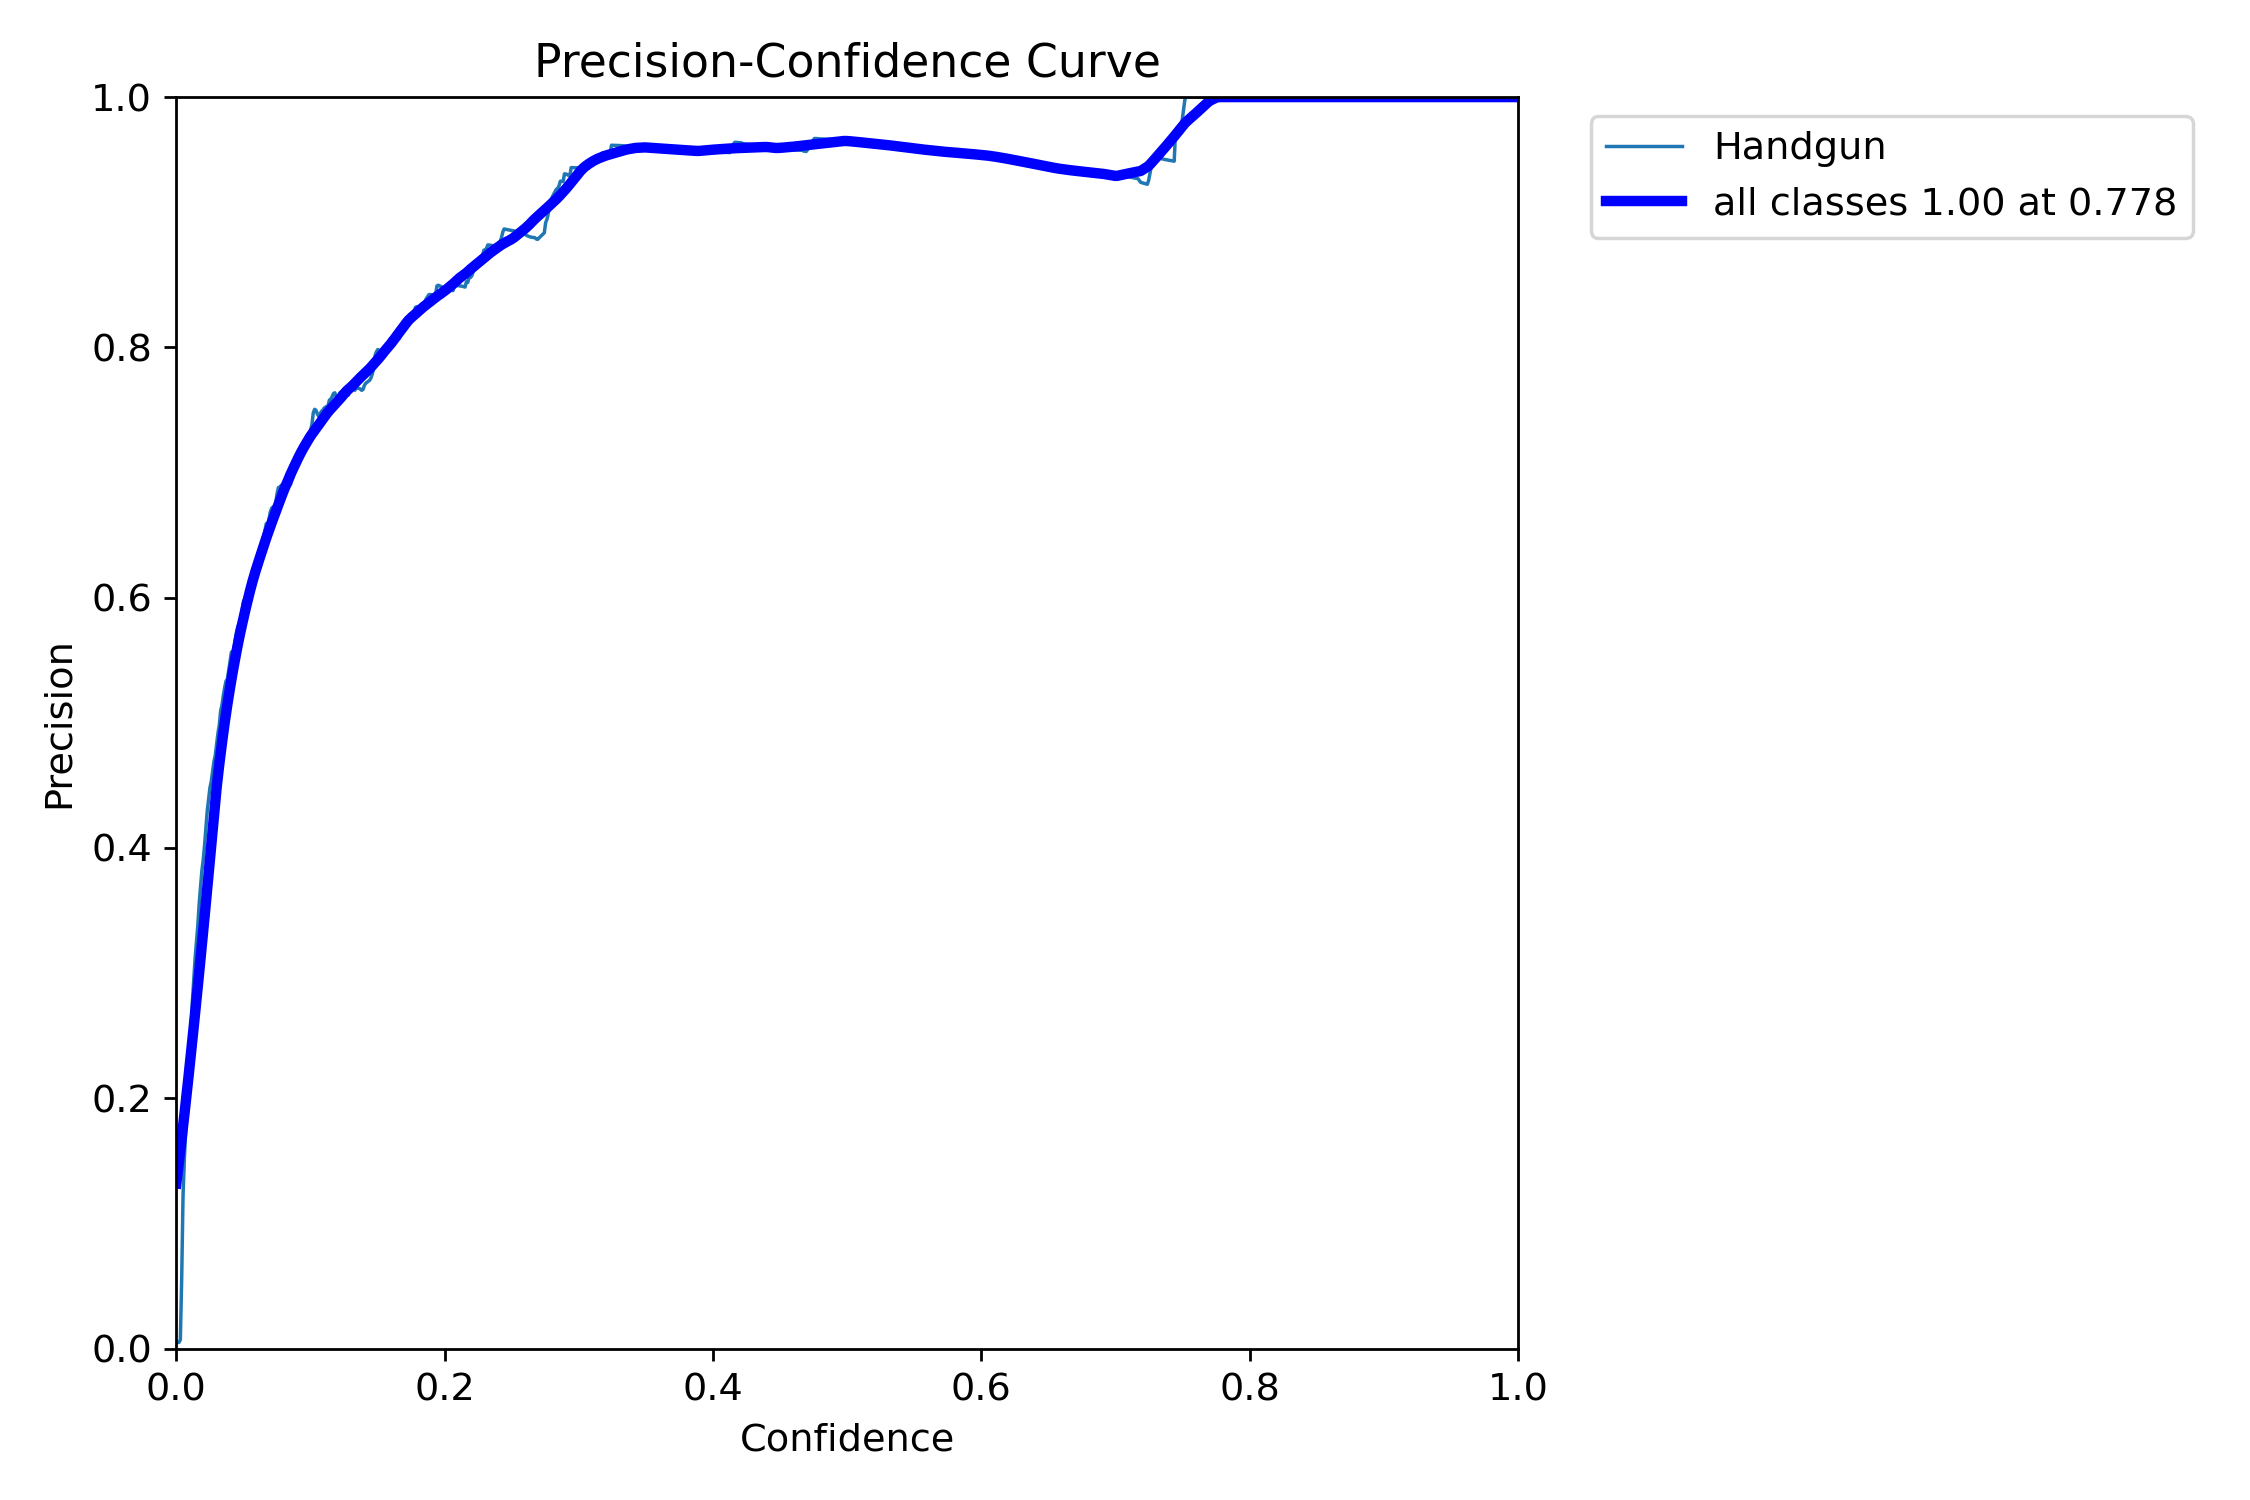 Precision-Confidence Curve
1.0
0.8
0.6
0.4
0.2
0.0
Precision
0.0 0.2 0.4 0.6 0.8 1.0
Confidence
Handgun
all classes 1.00 at 0.778